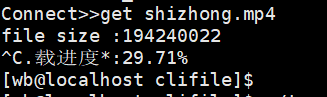 Connect>>get shizhong.mp4
file size :194240022
^C.载进度*:29.71%
[wb@localhost clifile]$